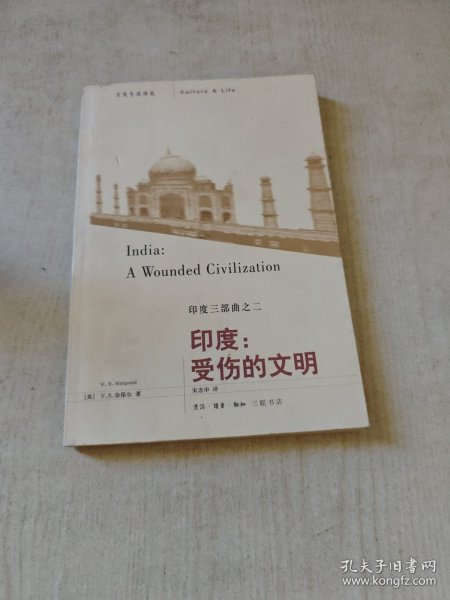 文化生活译丛 Culture & Life
India:
A Wounded Civilization
印度三部曲之二
印度:
受伤的文明
V. S. Naipaul
[英] V.S.奈保尔 著
宋念申 译
生活·读书·新知 三联书店
孔夫子旧书网
www.kongfz.com